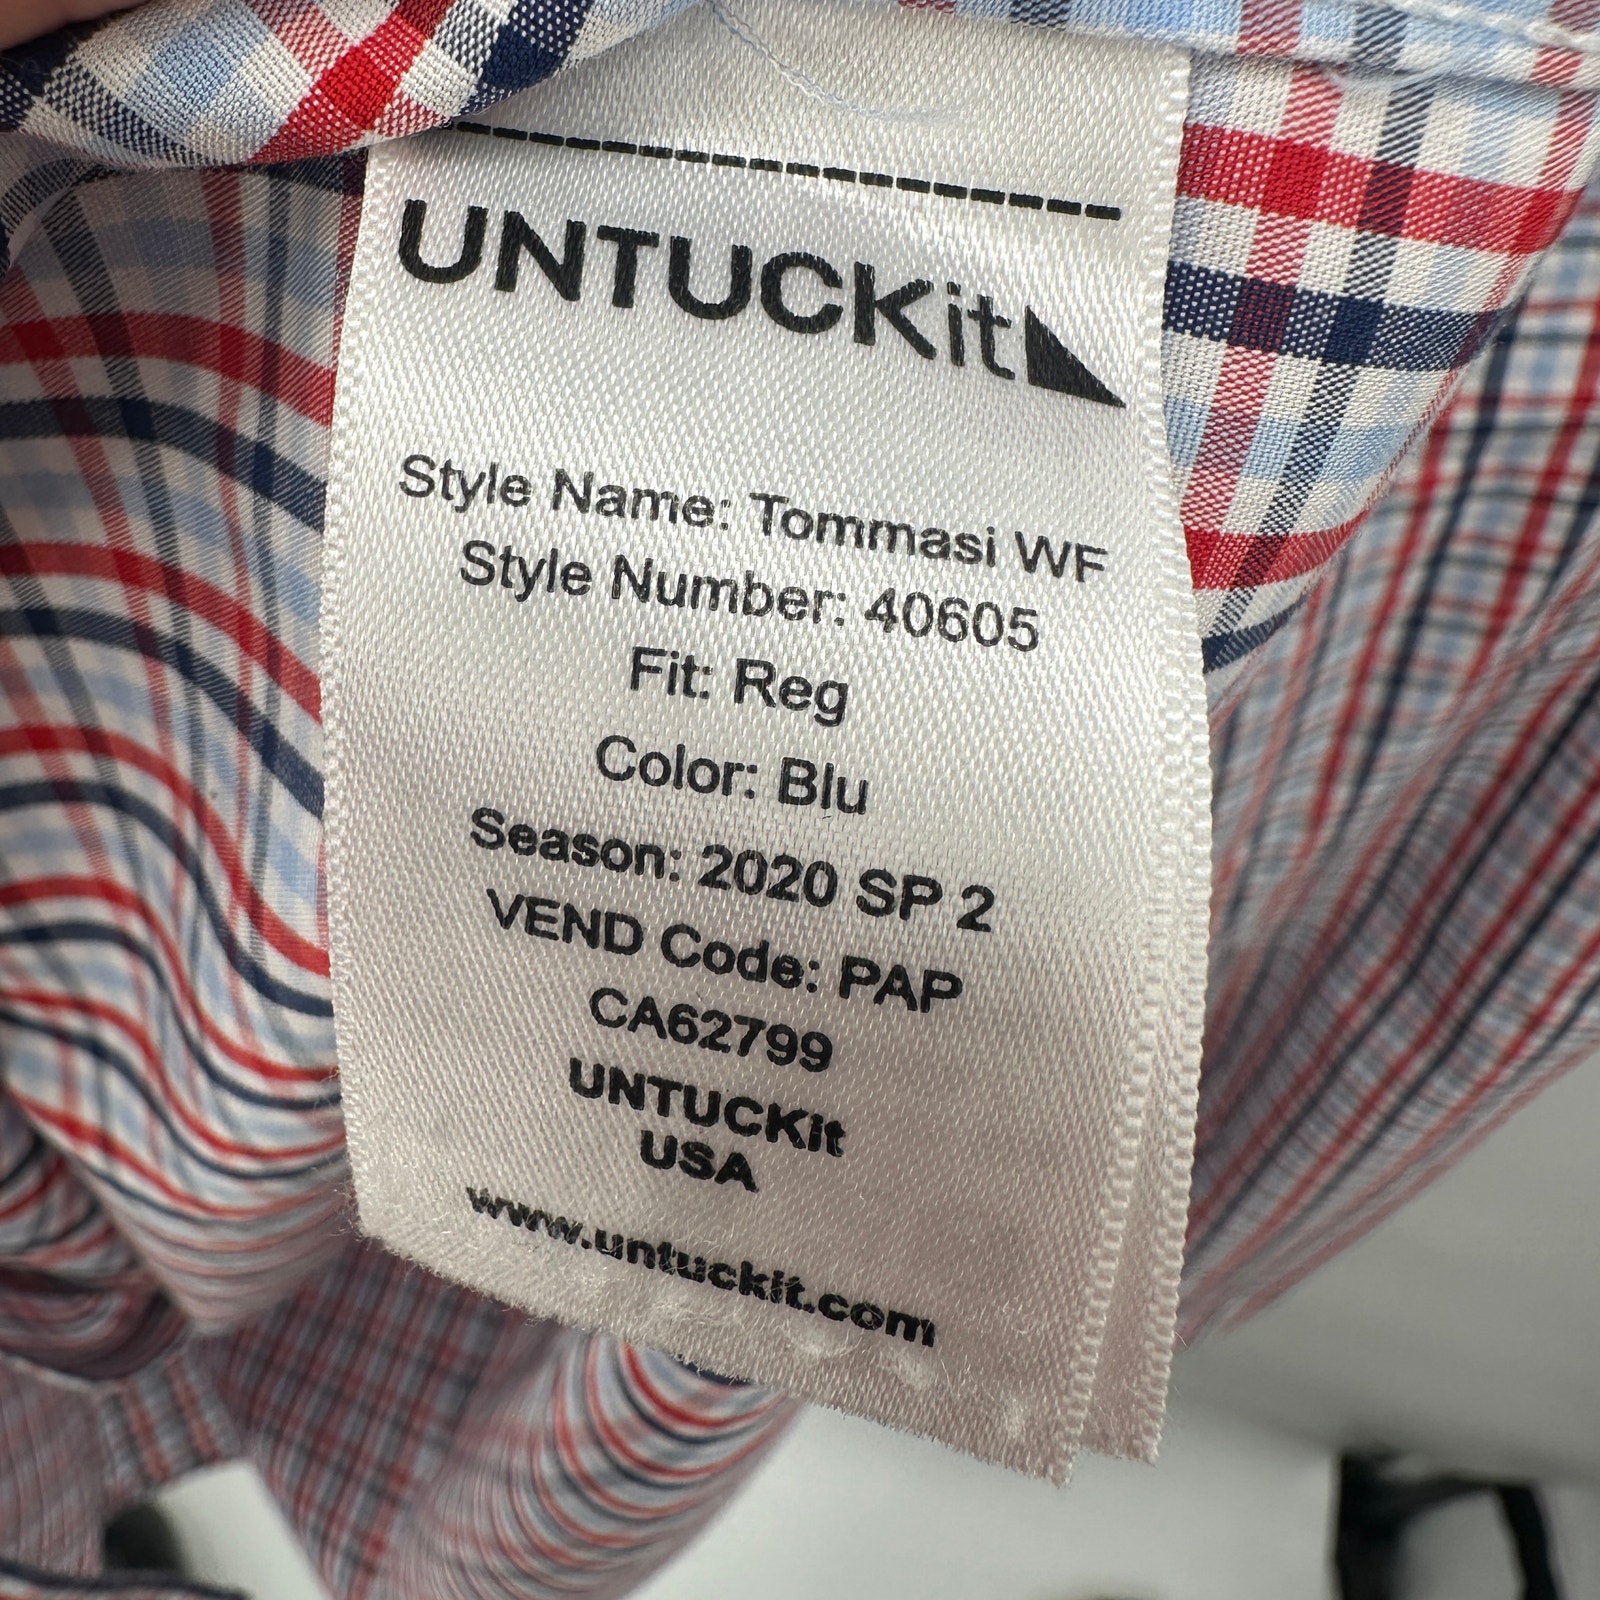 UNTUCKit
Style Name: Tommasi WF
Style Number: 40605
Fit: Reg
Color: Blu
Season: 2020 SP 2
VEND Code: PAP
CA62799
UNTUCKit
USA
www.untuckit.com